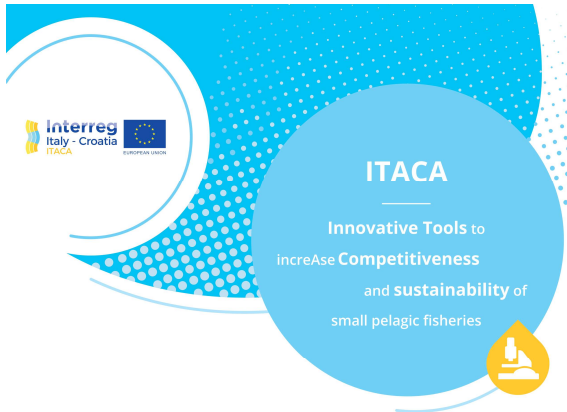 Interreg
Italy - Croatia
ITACA
EUROPEAN UNION
ITACA
Innovative Tools to
increAse Competitiveness
and sustainability of
small pelagic fisheries